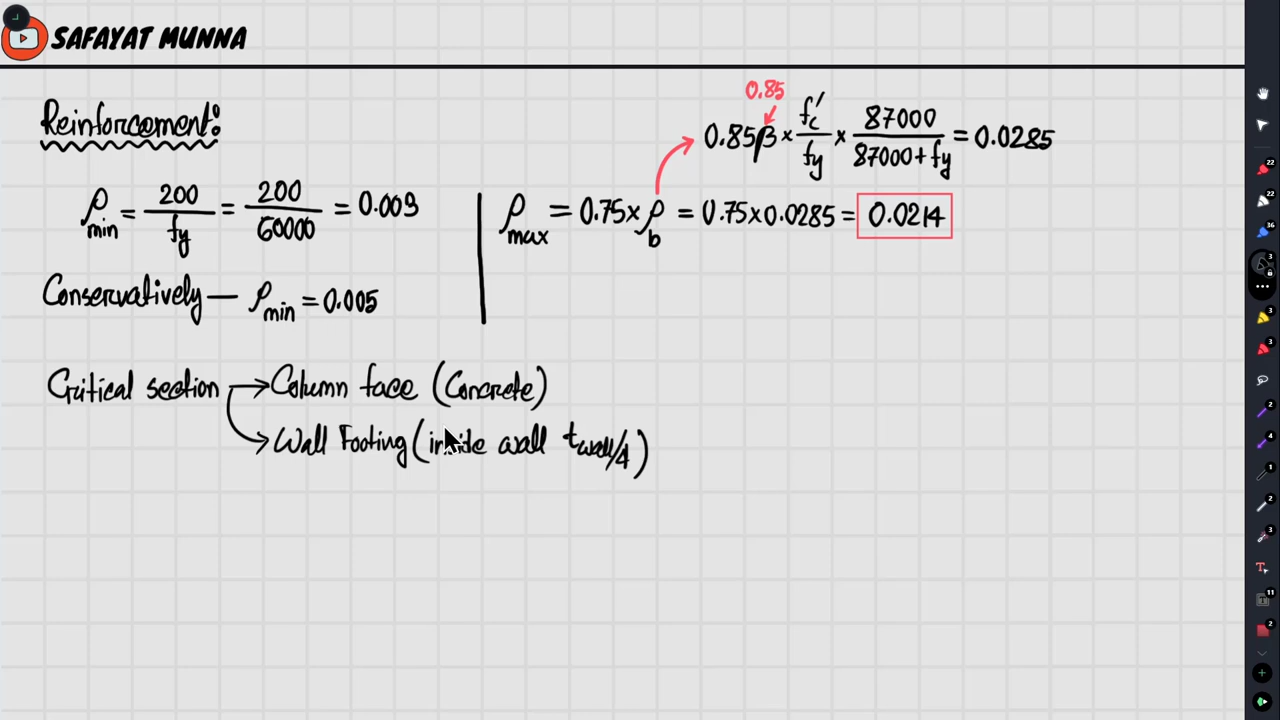 SAFAYAT MUNNA
Reinforcement:
ρmin = 200/fy = 200/60000 = 0.003
Conservatively — ρmin = 0.005
0.85
0.85β × f'c/fy × 87000/87000+fy = 0.0285
ρmax = 0.75×ρb = 0.75×0.0285 = 0.0214
Critical section → Column face (Concrete)
→ Wall Footing (inside wall twall/4)